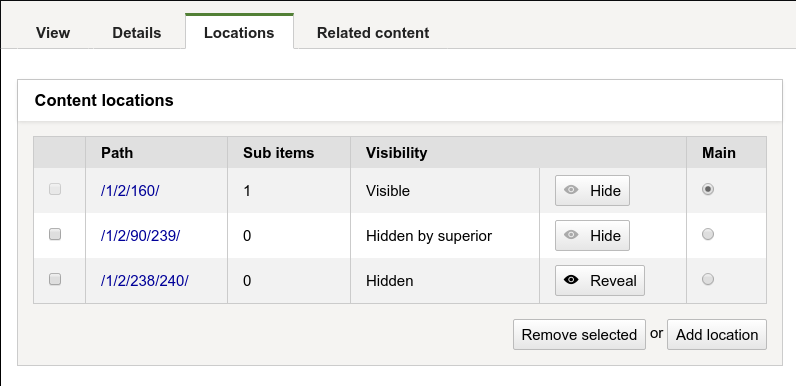 View Details Locations Related content
Content locations
Path Sub items Visibility Main
/1/2/160/ 1 Visible Hide
/1/2/90/239/ 0 Hidden by superior Hide
/1/2/238/240/ 0 Hidden Reveal
Remove selected or Add location